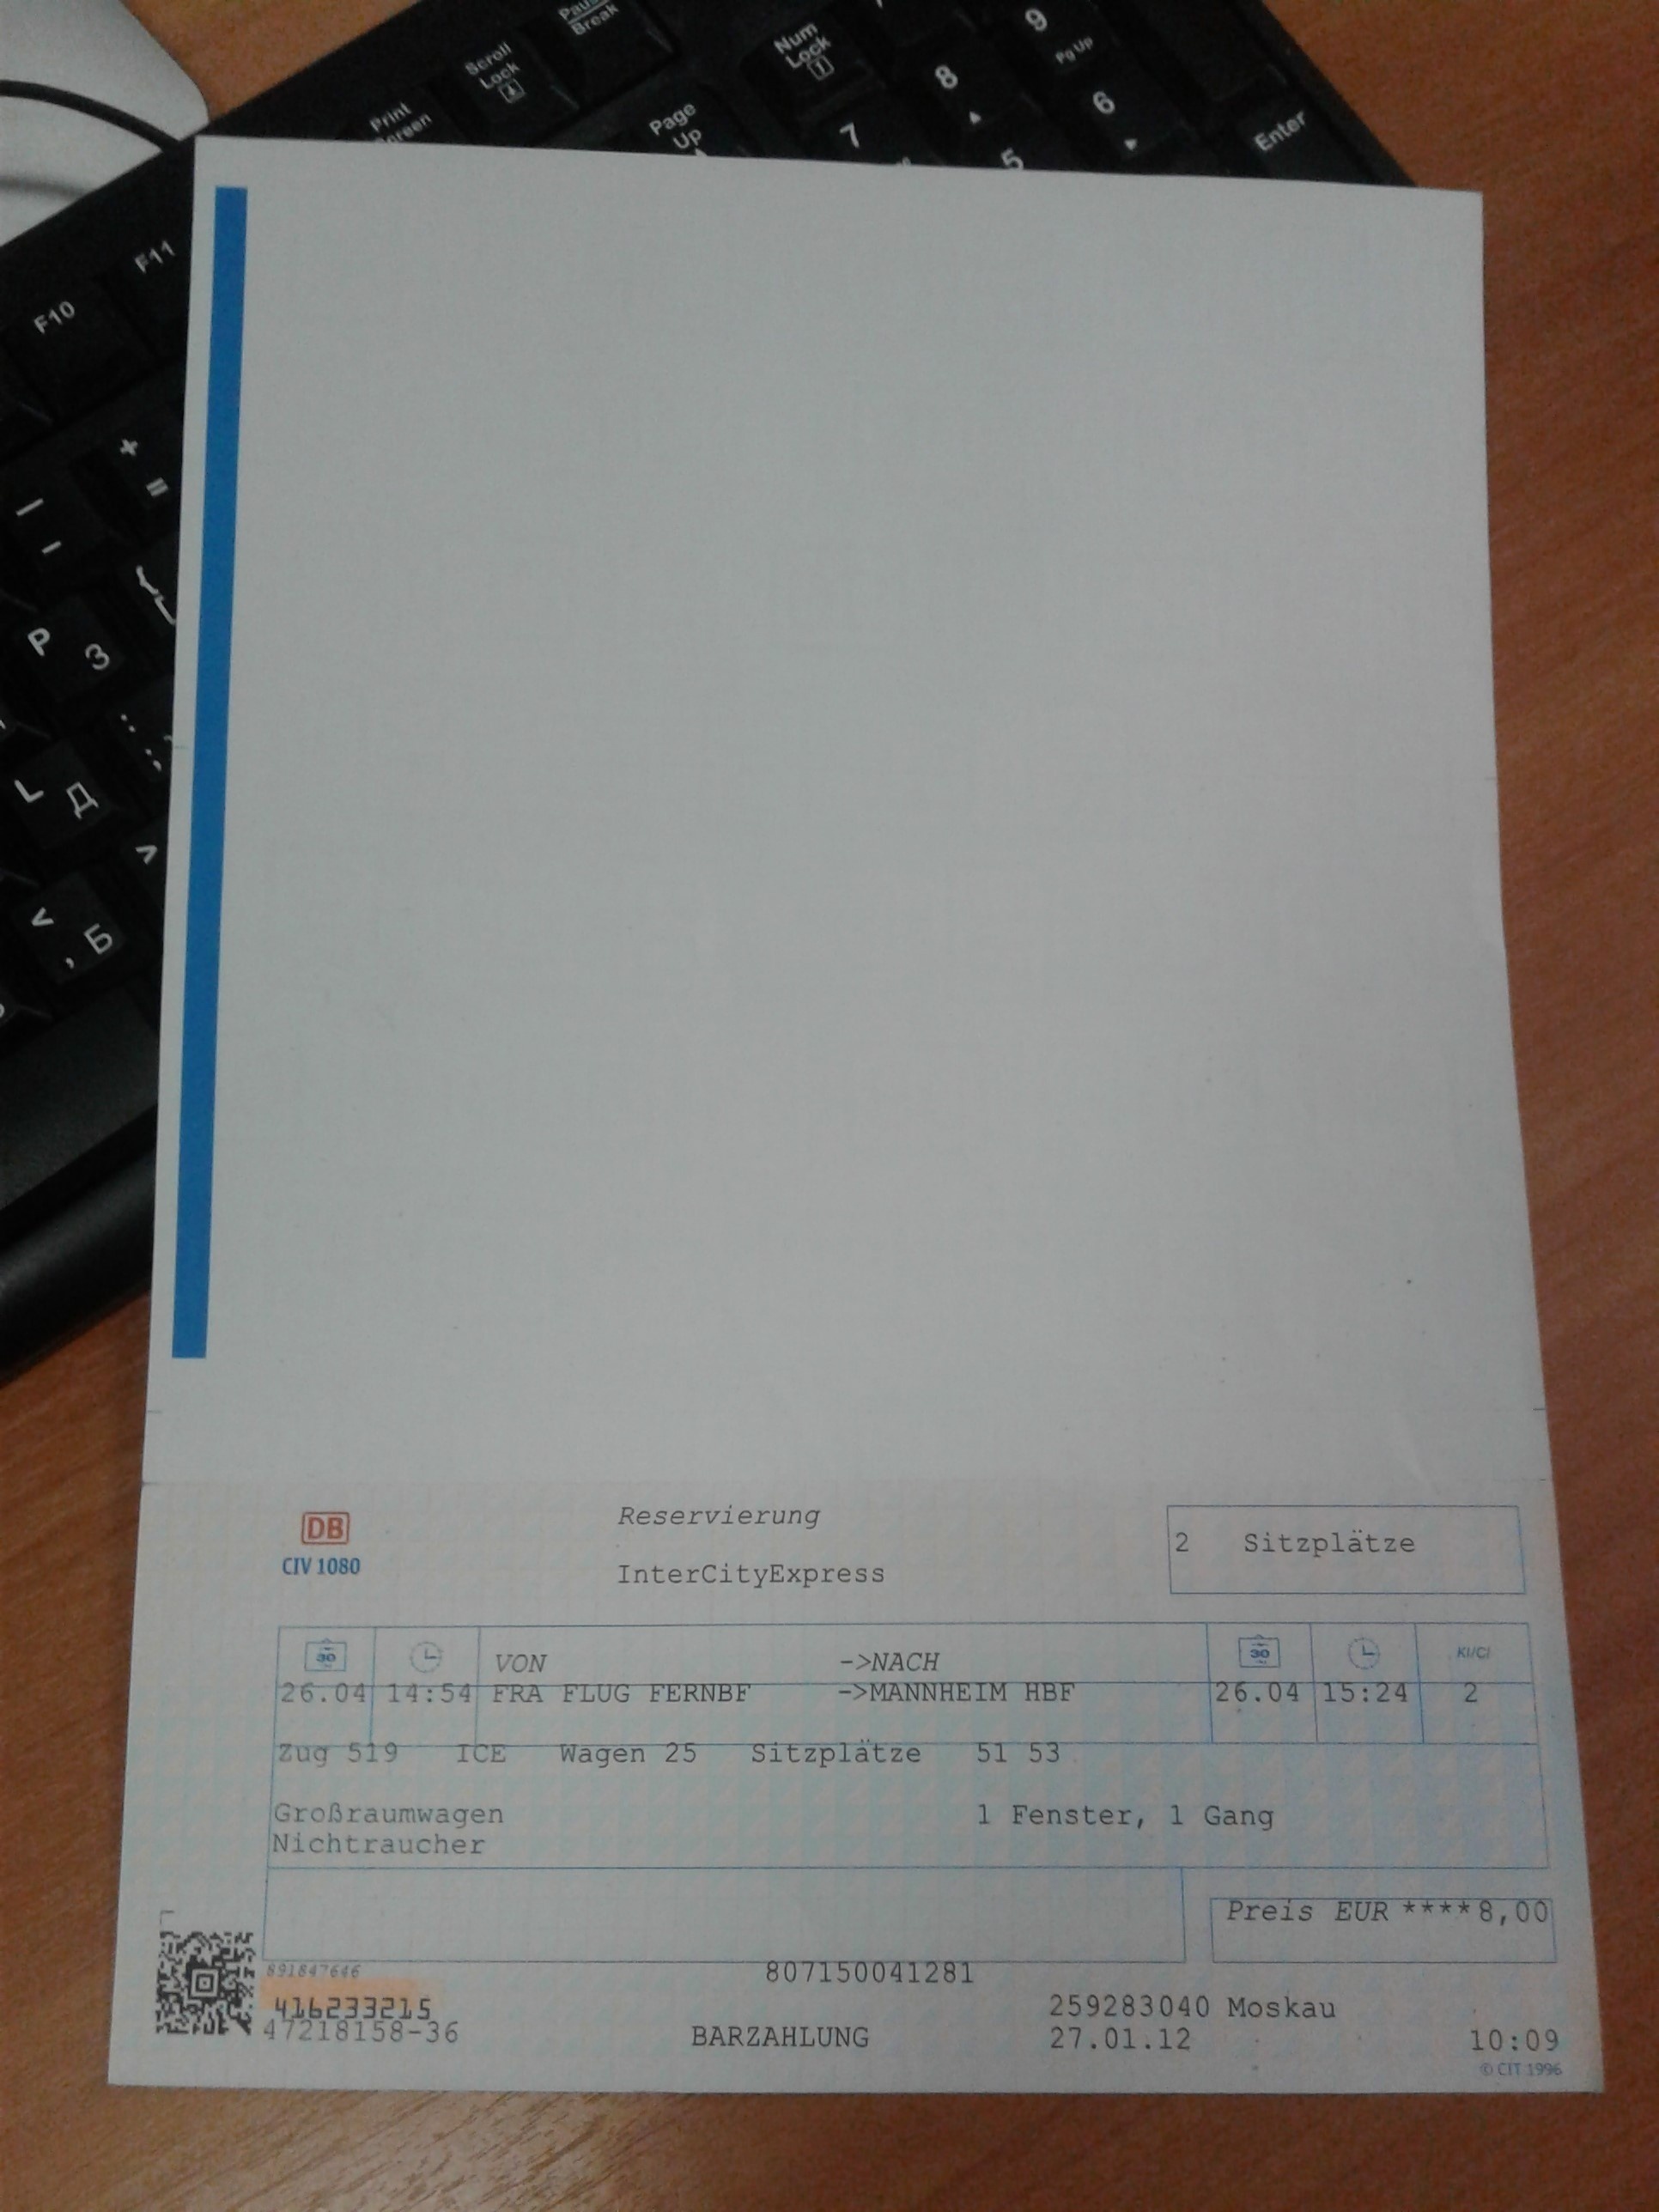 Pause
Break
Scroll
Lock
Print
Num
Lock
9
Pg Up
8
6
Page
Up
7
5
Enter
F11
F10
+
=
P З
L Д
<
, Б
DB
CIV 1080
Reservierung
InterCityExpress
2 Sitzplätze
30 30 Kl/Cl
VON ->NACH
26.04 14:54 FRA FLUG FERNBF ->MANNHEIM HBF 26.04 15:24 2
Zug 519 ICE Wagen 25 Sitzplätze 51 53
Großraumwagen 1 Fenster, 1 Gang
Nichtraucher
Preis EUR ****8,00
891847646 807150041281
416233215 259283040 Moskau
47218158-36 BARZAHLUNG 27.01.12 10:09
© CIT 1996